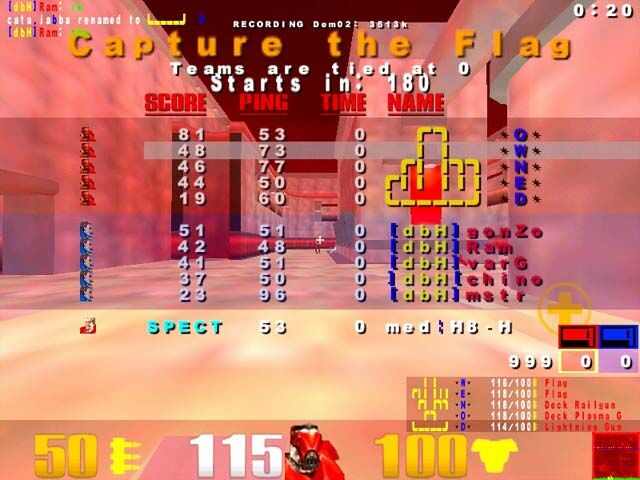 [dbH]Ram:
0:20
cata.jabba renamed to
RECORDING Dem02: 3513k
[dbH]Ram:
Capture the Flag
Teams are tied at 0
Starts in: 180
SCORE PING TIME NAME
81 53 0 *O*
48 73 0 *W*
46 77 0 *N*
44 50 0 *E*
19 60 0 *D*
51 51 0 [dbH]gonZo
42 48 0 [dbH]Ram
41 51 0 [dbH]varG
37 50 0 [dbH]chino
23 96 0 [dbH]mstr
SPECT 53 0 med¦H8-H
999 0 0
*W* 116/100% Flag
*E* 118/100% Flag
*N* 118/100% Deck Railgun
*O* 118/100% Deck Plasma G
*D* 114/100% Lightning Gun
50 115 100